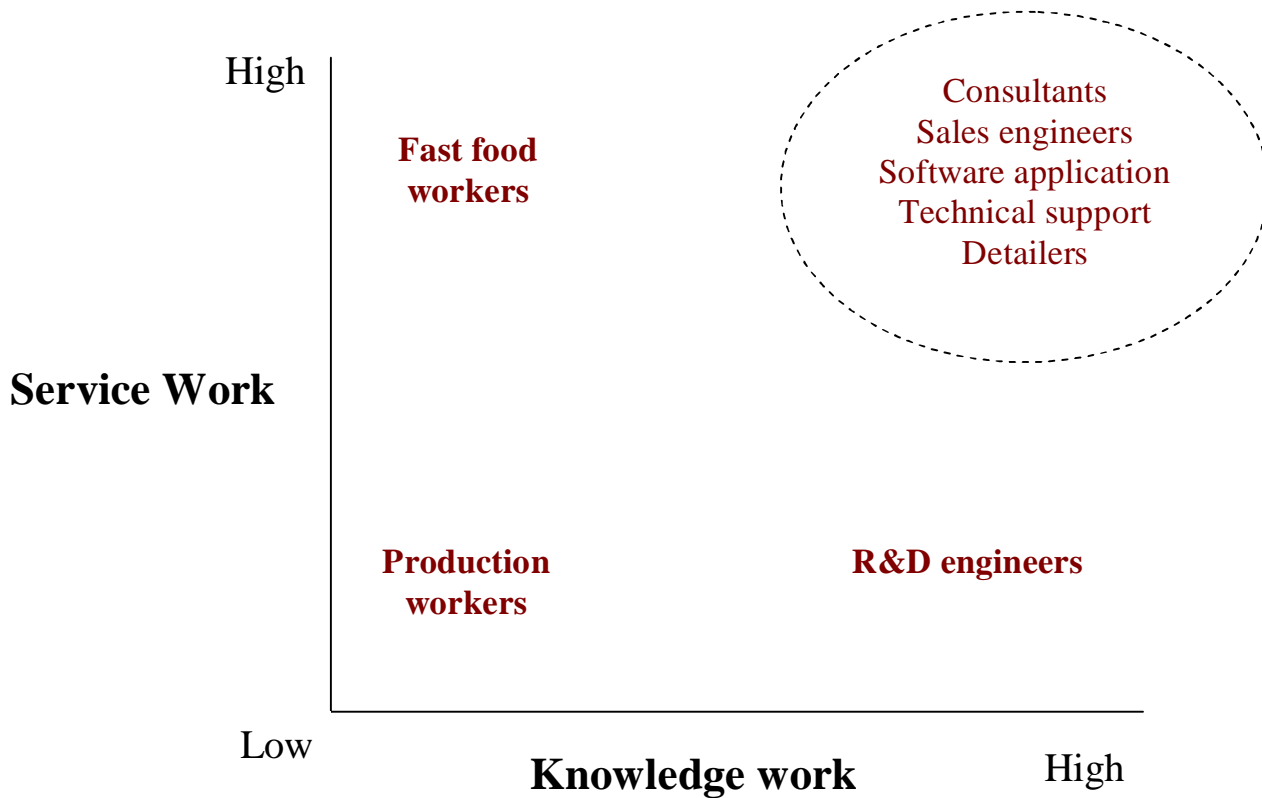 High
Consultants
Sales engineers
Software application
Technical support
Detailers
Fast food
workers
Service Work
Production
workers
R&D engineers
Low
Knowledge work
High